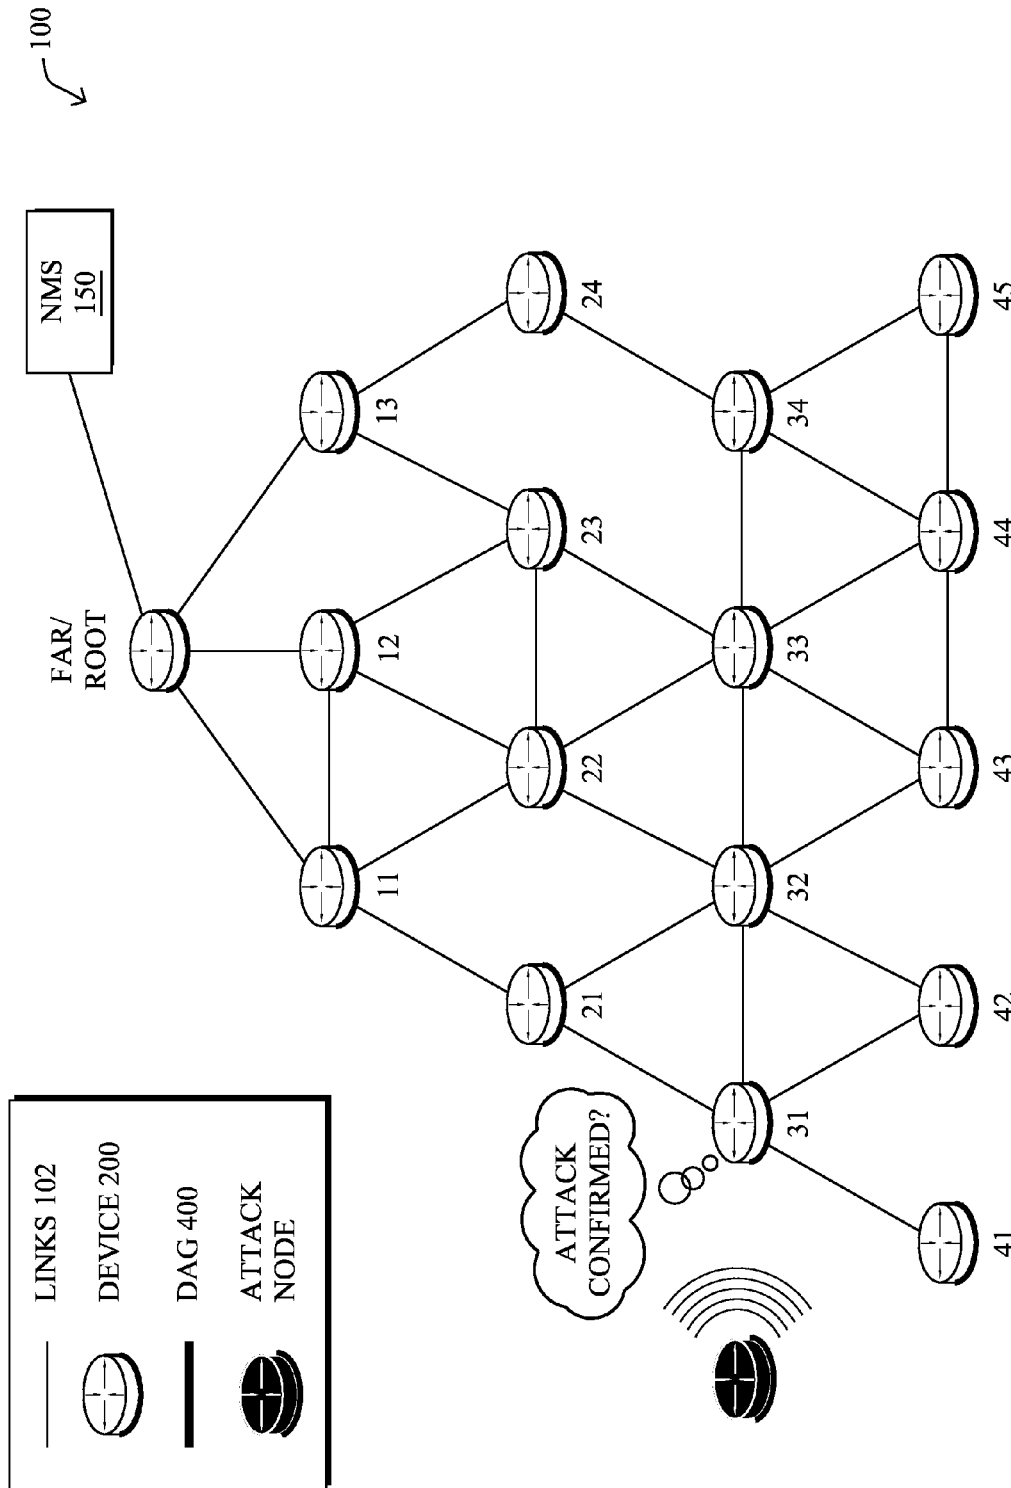 100
NMS
150
FAR/
ROOT
11
12
13
21
22
23
24
ATTACK
CONFIRMED?
31
32
33
34
41
42
43
44
45
LINKS 102
DEVICE 200
DAG 400
ATTACK
NODE